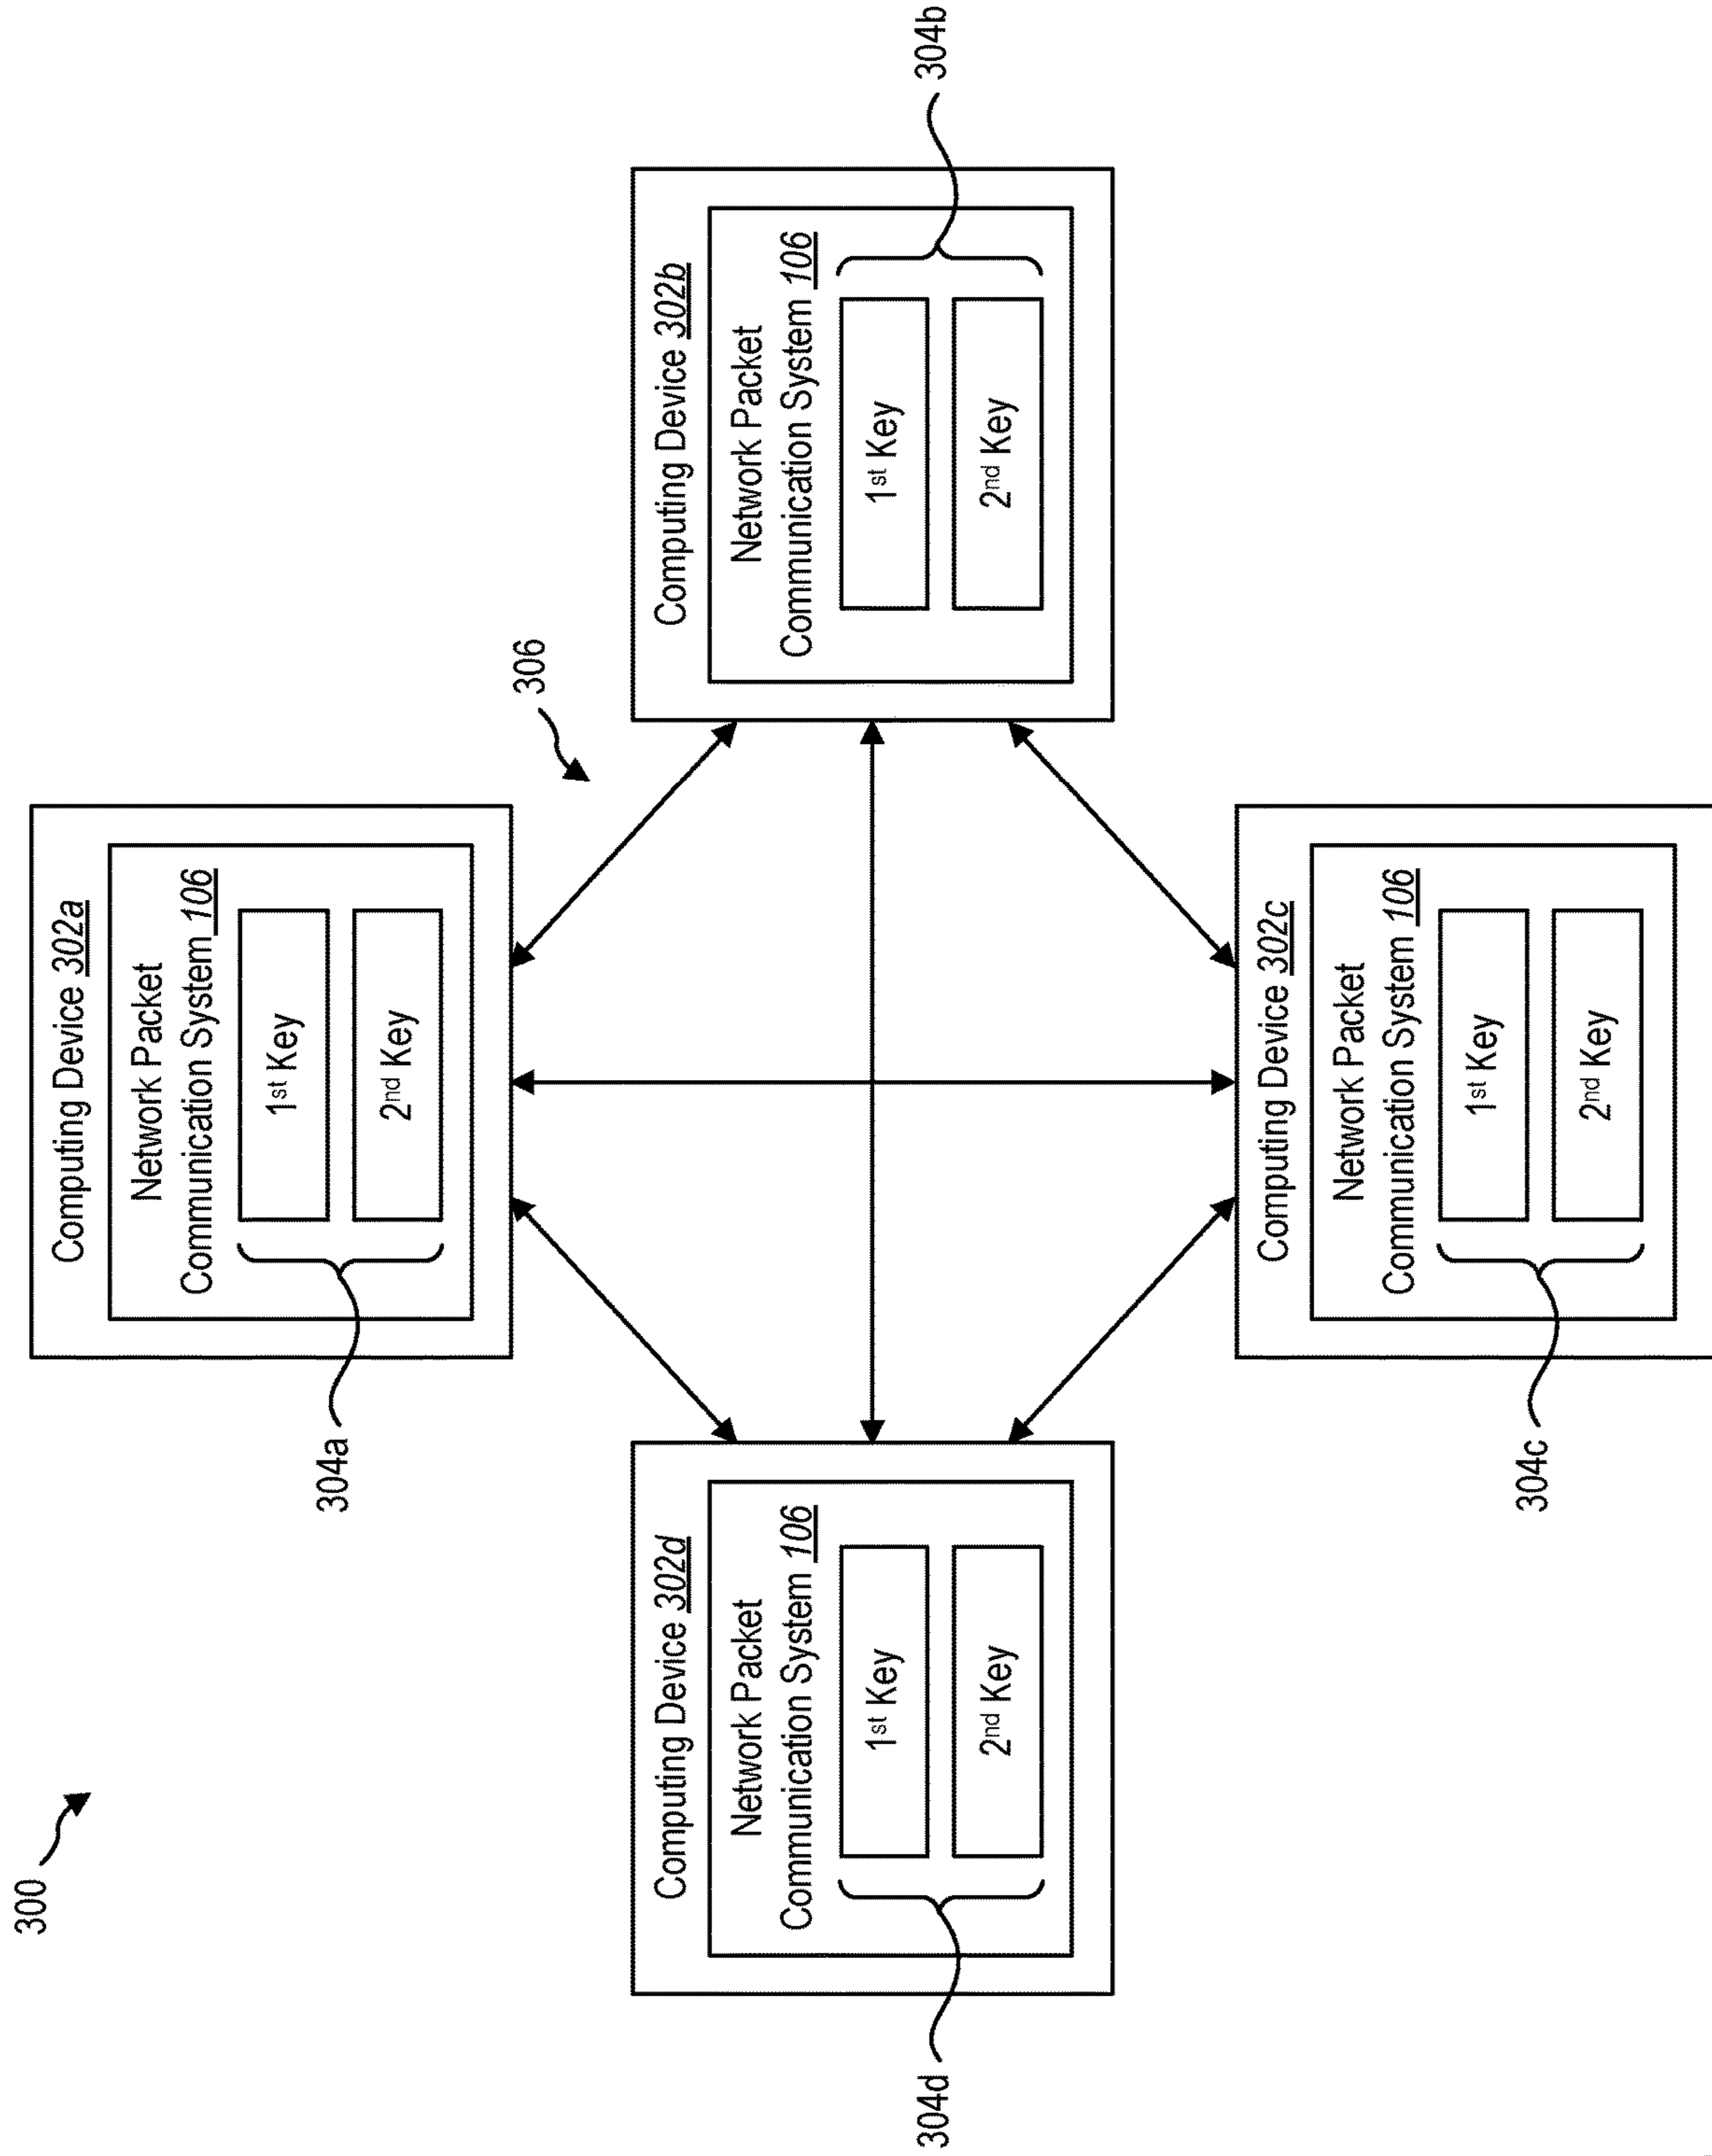 300
Computing Device 302a
Network Packet
Communication System 106
1st Key
2nd Key
304a
306
Computing Device 302d
Network Packet
Communication System 106
1st Key
2nd Key
304d
Computing Device 302b
Network Packet
Communication System 106
1st Key
2nd Key
304b
Computing Device 302c
Network Packet
Communication System 106
1st Key
2nd Key
304c